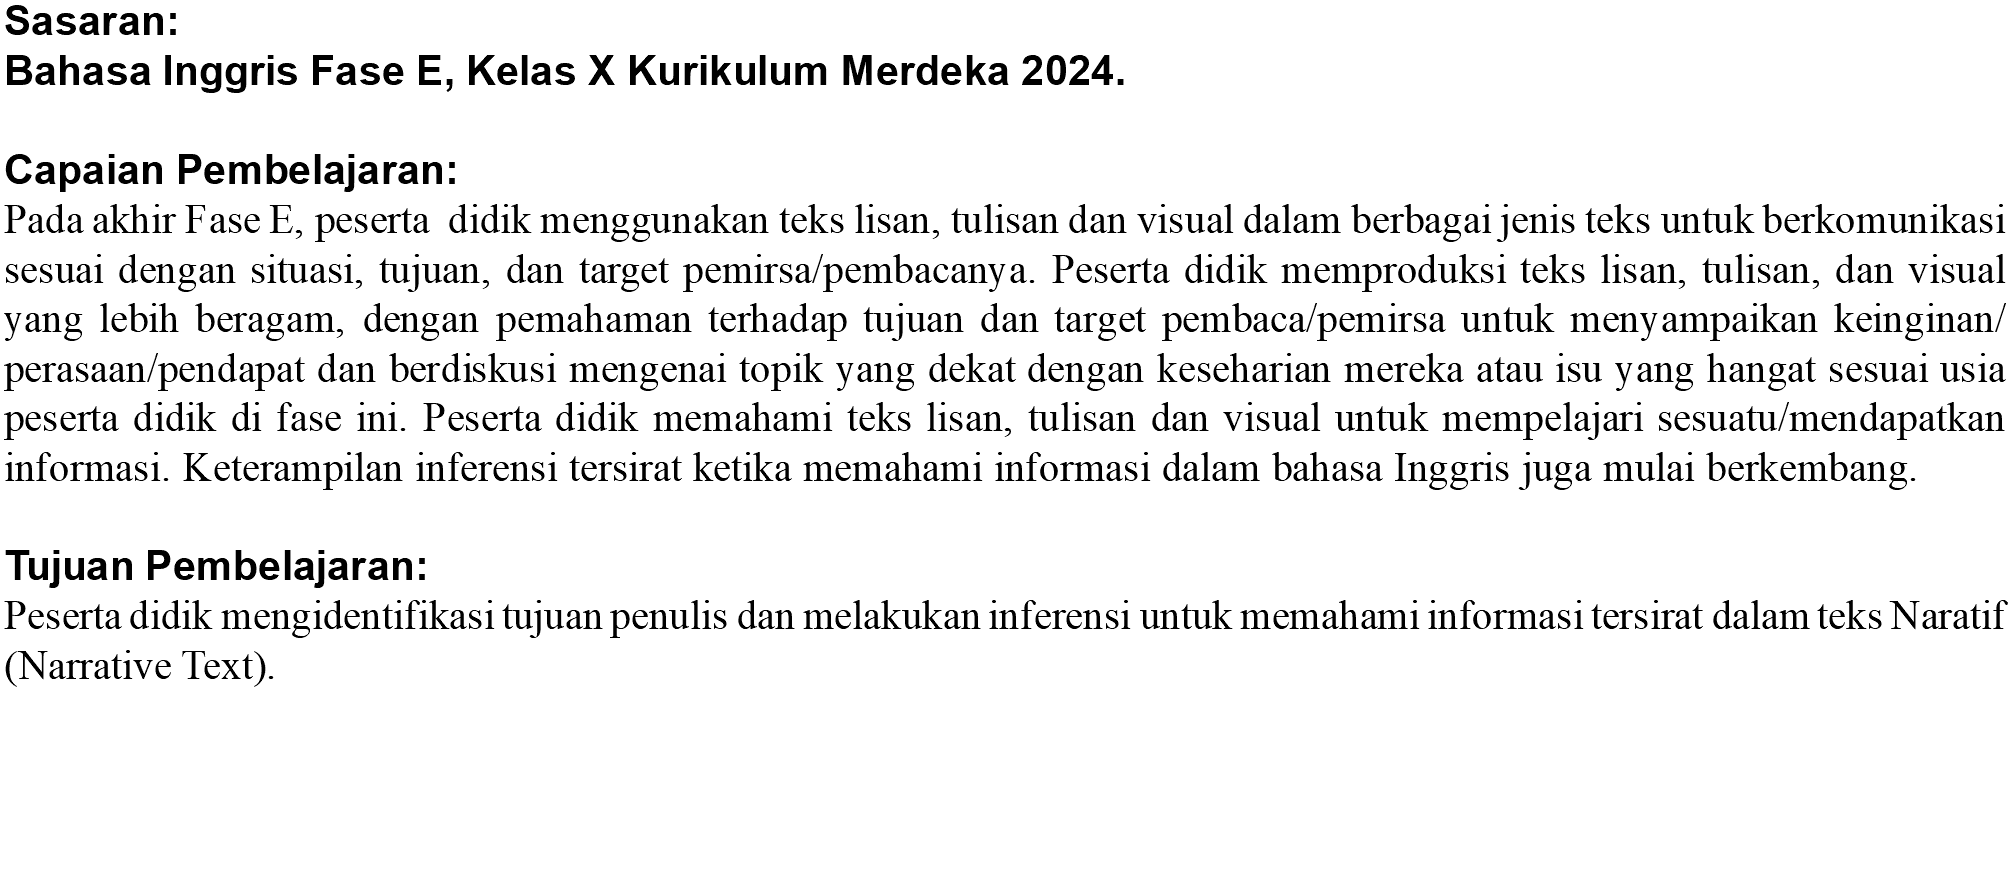 Sasaran:
Bahasa Inggris Fase E, Kelas X Kurikulum Merdeka 2024.
Capaian Pembelajaran:
Pada akhir Fase E, peserta didik menggunakan teks lisan, tulisan dan visual dalam berbagai jenis teks untuk berkomunikasi
sesuai dengan situasi, tujuan, dan target pemirsa/pembacanya. Peserta didik memproduksi teks lisan, tulisan, dan visual
yang lebih beragam, dengan pemahaman terhadap tujuan dan target pembaca/pemirsa untuk menyampaikan keinginan/
perasaan/pendapat dan berdiskusi mengenai topik yang dekat dengan keseharian mereka atau isu yang hangat sesuai usia
peserta didik di fase ini. Peserta didik memahami teks lisan, tulisan dan visual untuk mempelajari sesuatu/mendapatkan
informasi. Keterampilan inferensi tersirat ketika memahami informasi dalam bahasa Inggris juga mulai berkembang.
Tujuan Pembelajaran:
Peserta didik mengidentifikasi tujuan penulis dan melakukan inferensi untuk memahami informasi tersirat dalam teks Naratif
(Narrative Text).